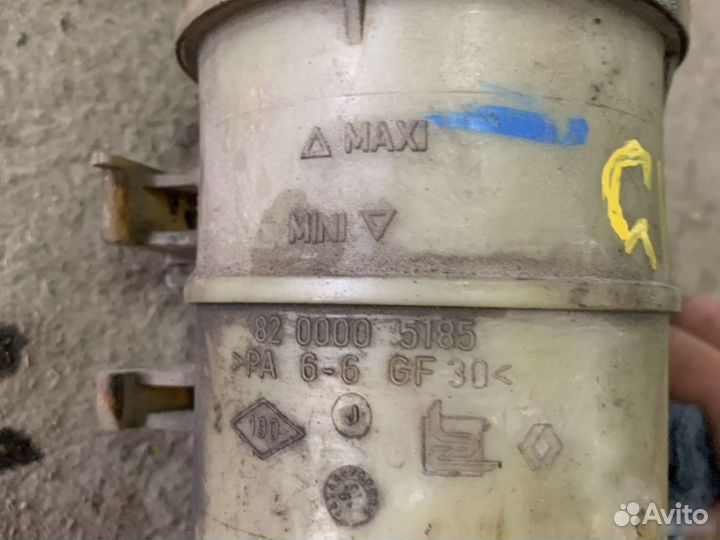 △ MAXI
MINI ▽
82 0000 5185
>PA 6-6 GF 30<
J
Avito